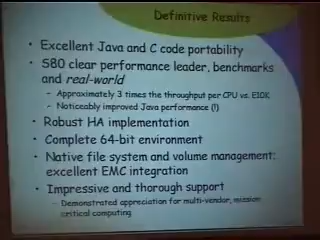 Definitive Results
• Excellent Java and C code portability
• S80 clear performance leader, benchmarks
and real-world
– Approximately 3 times the throughput per CPU vs. E10K
– Noticeably improved Java performance (!)
• Robust HA implementation
• Complete 64-bit environment
• Native file system and volume management:
excellent EMC integration
• Impressive and thorough support
– Demonstrated appreciation for multi-vendor, mission
critical computing